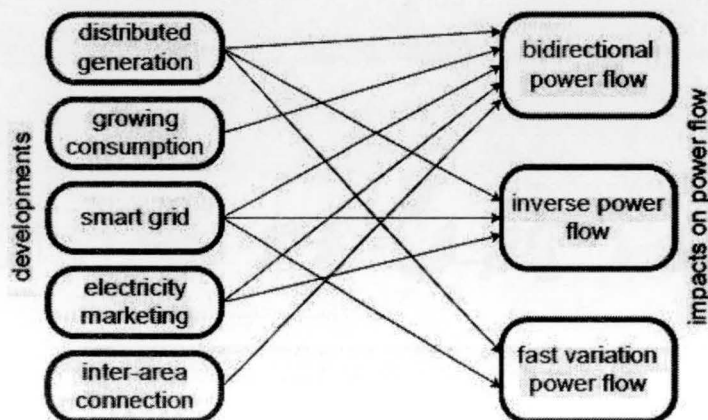 developments
distributed
generation
growing
consumption
smart grid
electricity
marketing
inter-area
connection
bidirectional
power flow
inverse power
flow
fast variation
power flow
impacts on power flow